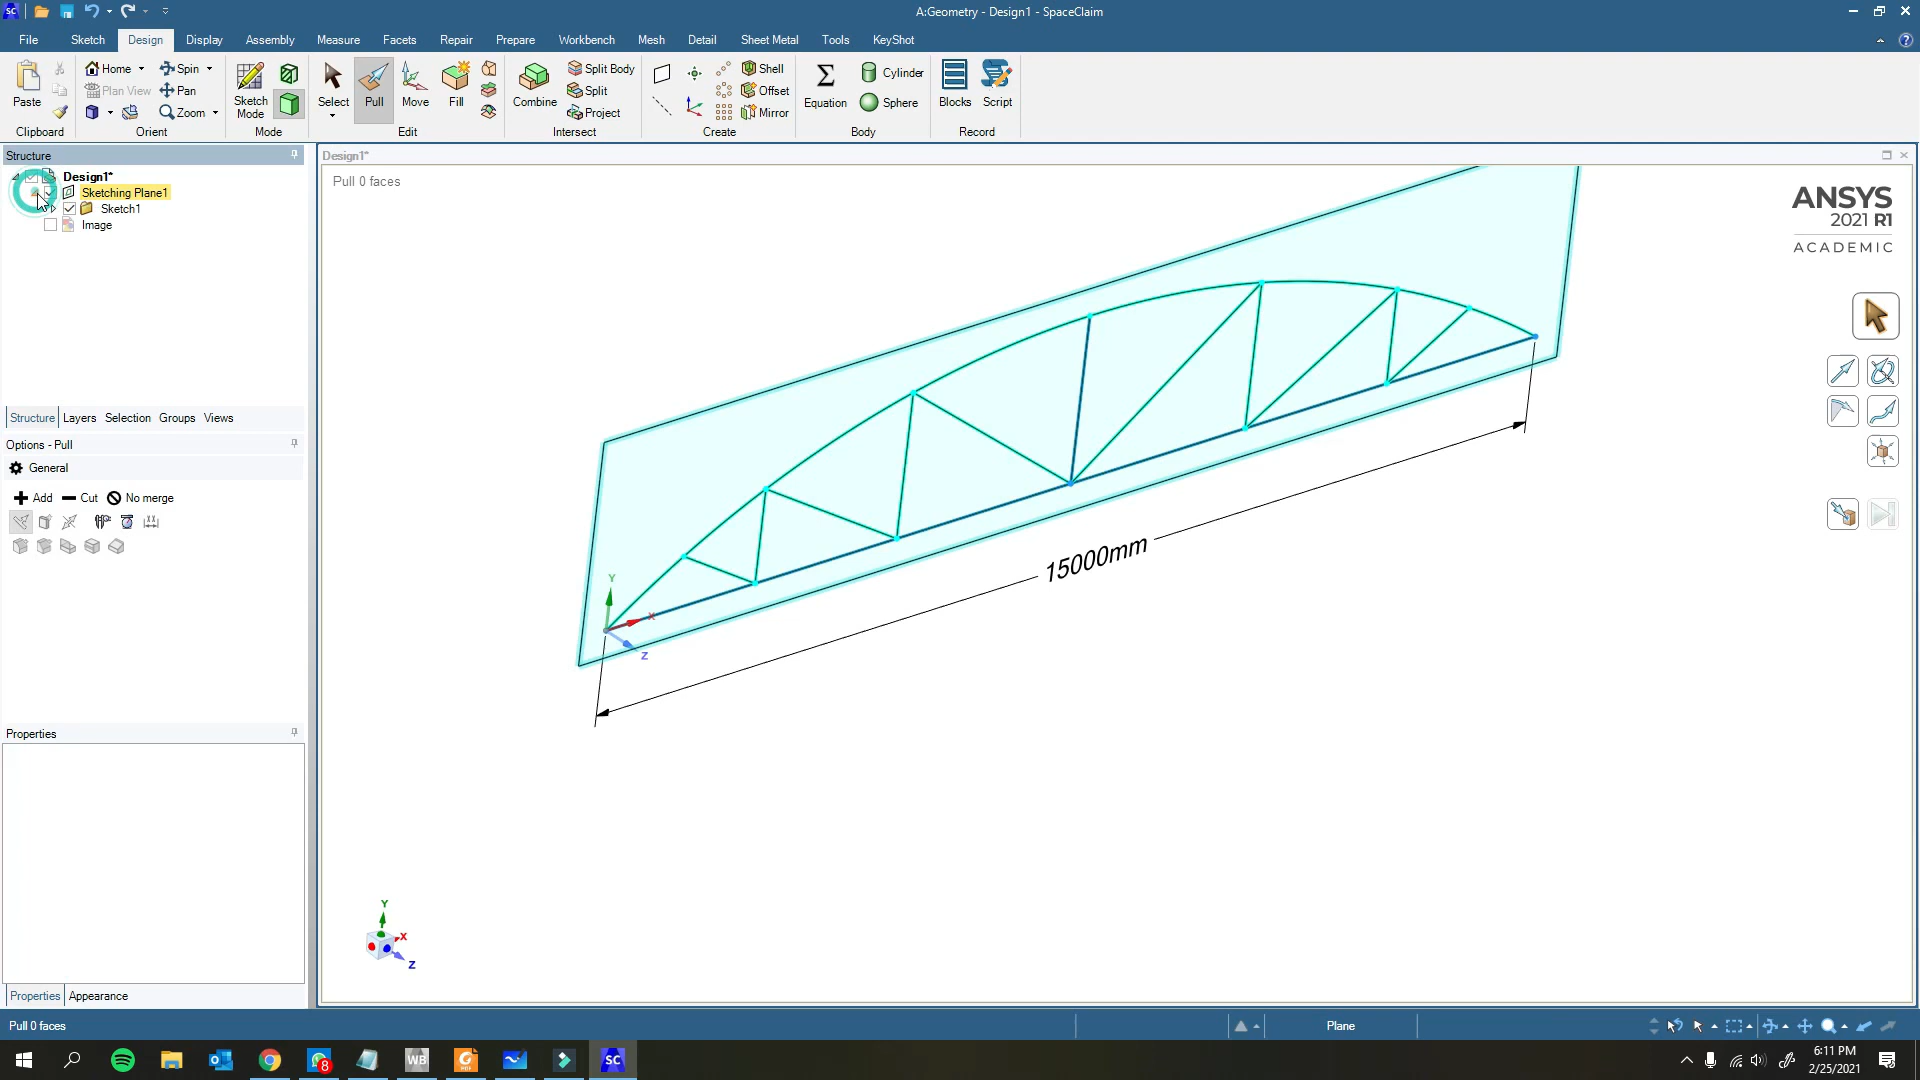 A:Geometry - Design1 - SpaceClaim
File Sketch Design Display Assembly Measure Facets Repair Prepare Workbench Mesh Detail Sheet Metal Tools KeyShot
Paste
Clipboard
Home Spin
Plan View Pan
Zoom
Orient
Sketch
Mode
Mode
Select Pull Move Fill
Edit
Combine
Split Body
Split
Project
Intersect
Shell
Offset
Mirror
Create
Equation
Cylinder
Sphere
Body
Blocks Script
Record
Structure
Design1*
Sketching Plane1
Sketch1
Image
Structure Layers Selection Groups Views
Options - Pull
General
Add Cut No merge
Properties
Properties Appearance
Design1*
Pull 0 faces
ANSYS
2021 R1
ACADEMIC
15000mm
Y
X
Z
Y
X
Z
Pull 0 faces
Plane
8
WB
SC
6:11 PM
2/25/2021